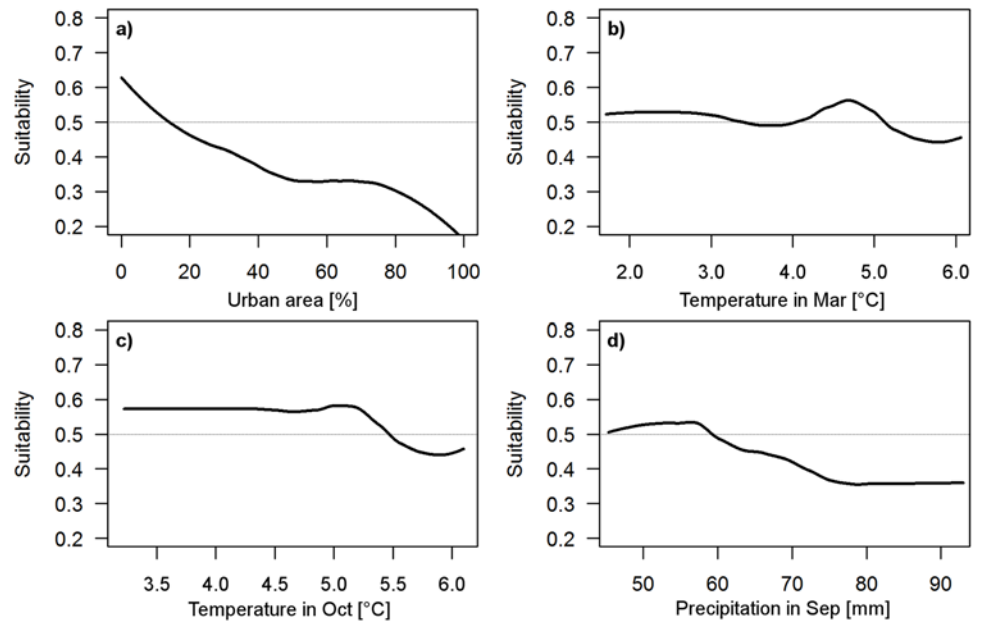 a)
0.8
0.7
0.6
0.5
0.4
0.3
0.2
Suitability
0 20 40 60 80 100
Urban area [%]
b)
0.8
0.7
0.6
0.5
0.4
0.3
0.2
Suitability
2.0 3.0 4.0 5.0 6.0
Temperature in Mar [°C]
c)
0.8
0.7
0.6
0.5
0.4
0.3
0.2
Suitability
3.5 4.0 4.5 5.0 5.5 6.0
Temperature in Oct [°C]
d)
0.8
0.7
0.6
0.5
0.4
0.3
0.2
Suitability
50 60 70 80 90
Precipitation in Sep [mm]